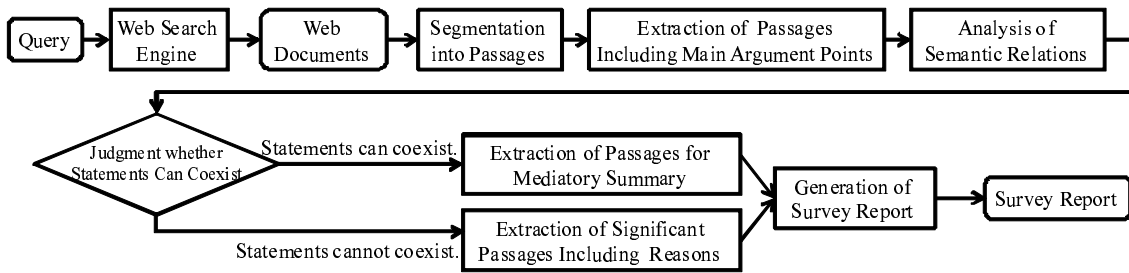 Query
Web Search
Engine
Web
Documents
Segmentation
into Passages
Extraction of Passages
Including Main Argument Points
Analysis of
Semantic Relations
Judgment whether
Statements Can Coexist
Statements can coexist.
Extraction of Passages for
Mediatory Summary
Statements cannot coexist.
Extraction of Significant
Passages Including Reasons
Generation of
Survey Report
Survey Report